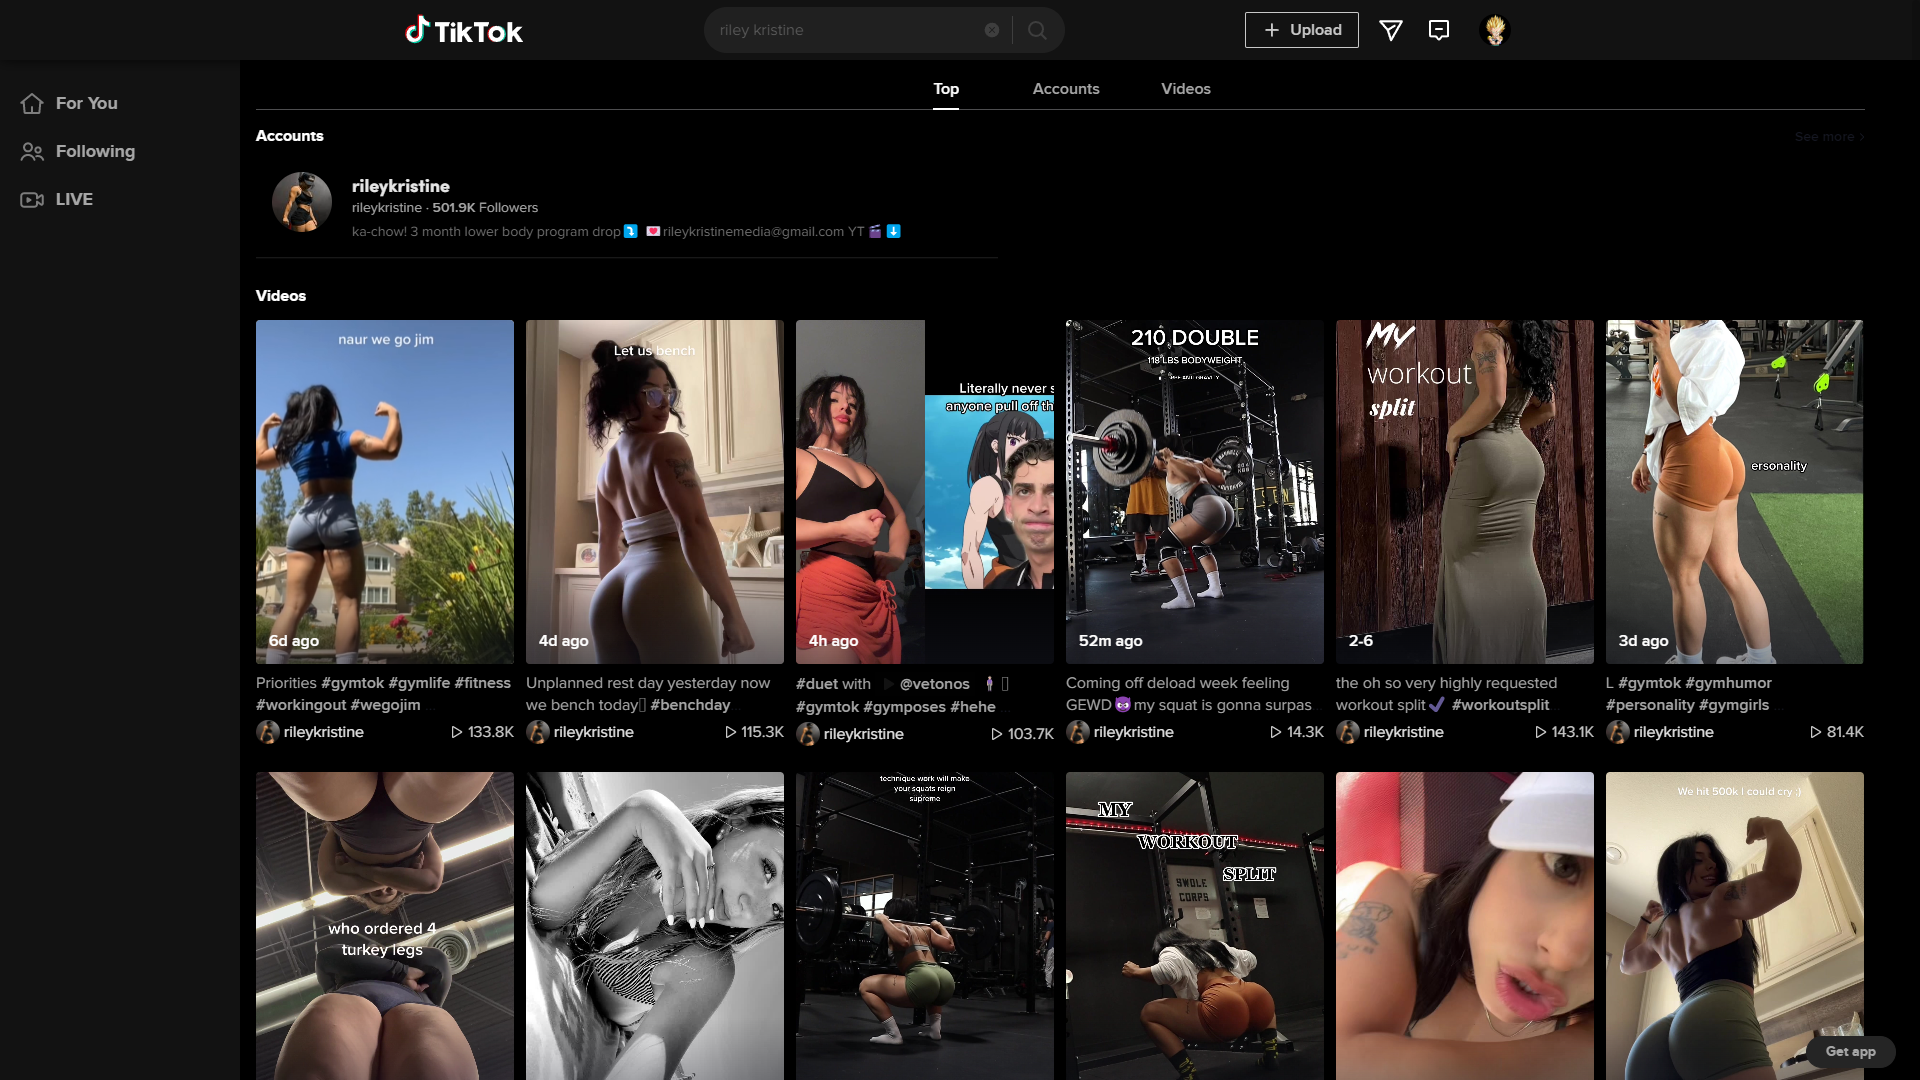 TikTok
riley kristine
Upload
For You
Following
LIVE
Top
Accounts
Videos
Accounts
See more >
rileykristine
rileykristine · 501.9K Followers
ka-chow! 3 month lower body program drop⤵️ 💌rileykristinemedia@gmail.com YT🎬⬇️
Videos
naur we go jim
6d ago
Priorities #gymtok #gymlife #fitness
#workingout #wegojim
rileykristine
133.8K
Let us bench
4d ago
Unplanned rest day yesterday now
we bench today #benchday
rileykristine
115.3K
Literally never s
anyone pull off th
4h ago
#duet with @vetonos
#gymtok #gymposes #hehe
rileykristine
103.7K
210 DOUBLE
118 LBS BODYWEIGHT
52m ago
Coming off deload week feeling
GEWD😈my squat is gonna surpas
rileykristine
14.3K
My
workout
split
2-6
the oh so very highly requested
workout split✔️ #workoutsplit
rileykristine
143.1K
ersonality
3d ago
L #gymtok #gymhumor
#personality #gymgirls
rileykristine
81.4K
who ordered 4
turkey legs
technique work will make
your squats reign
supreme
MY
WORKOUT
SPLIT
SWOLE
CORPS
We hit 500k I could cry :)
Get app